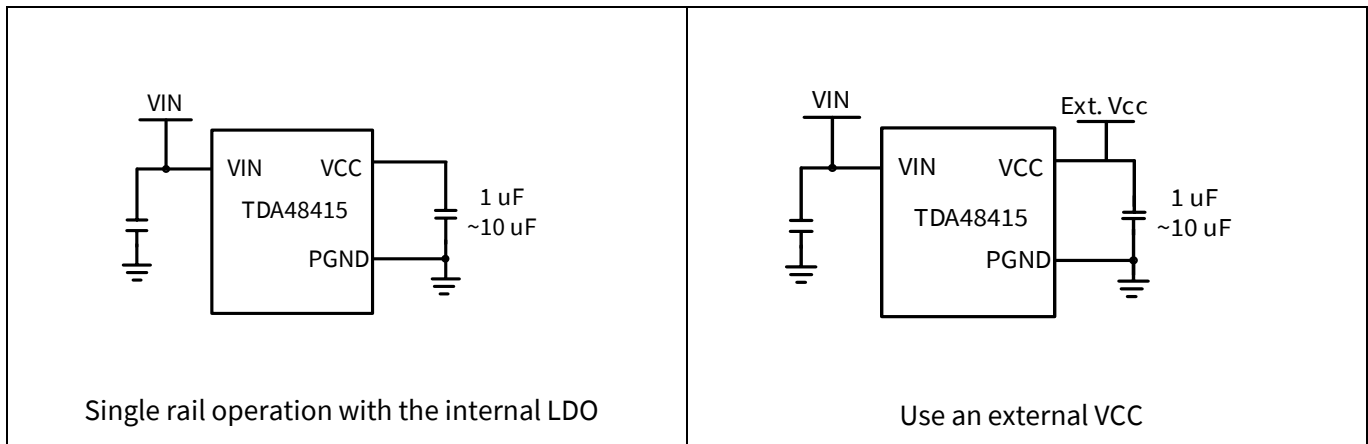 VIN
VIN
VCC
TDA48415
1 uF
~10 uF
PGND
Single rail operation with the internal LDO
VIN
Ext. Vcc
VIN
VCC
TDA48415
1 uF
~10 uF
PGND
Use an external VCC